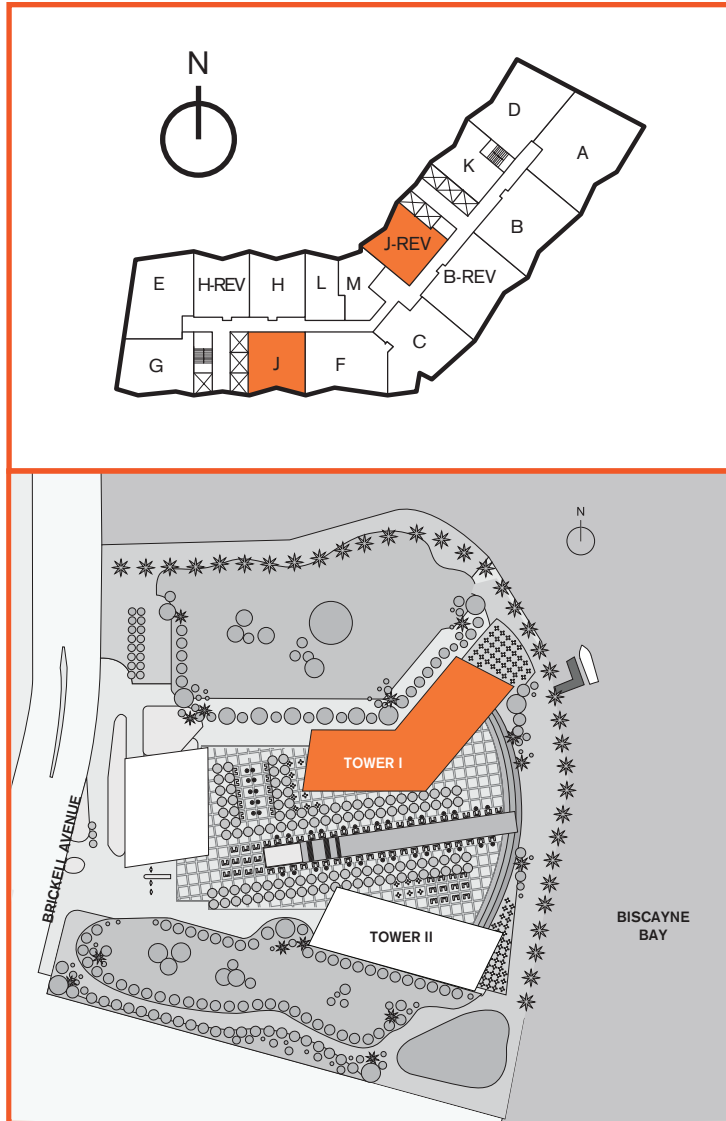 N
D
A
K
B
J-REV
B-REV
E
H-REV
H
L
M
C
G
J
F
N
TOWER I
BRICKELL AVENUE
TOWER II
BISCAYNE
BAY